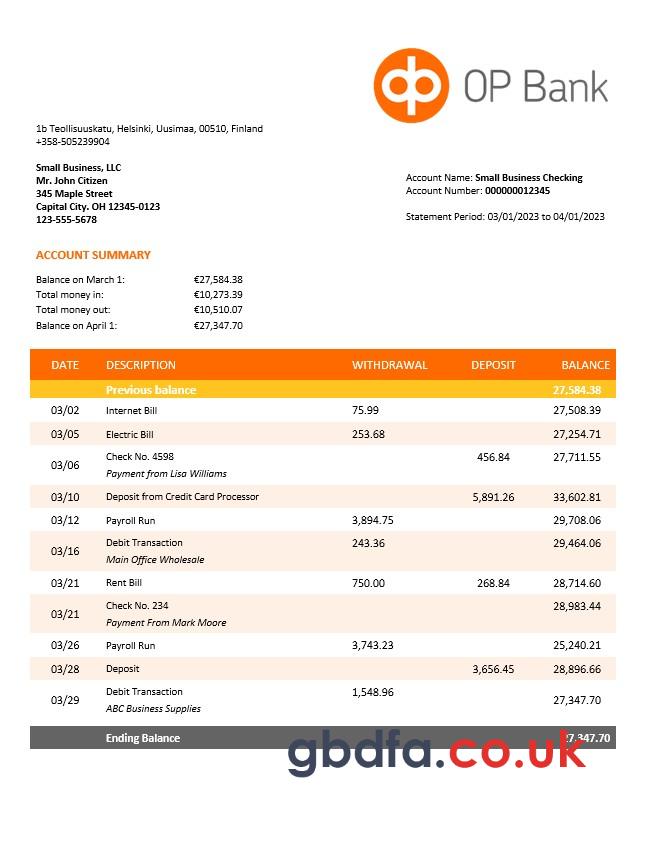 OP Bank
1b Teollisuuskatu, Helsinki, Uusimaa, 00510, Finland
+358-505239904
Small Business, LLC
Mr. John Citizen
345 Maple Street
Capital City. OH 12345-0123
123-555-5678
Account Name: Small Business Checking
Account Number: 000000012345
Statement Period: 03/01/2023 to 04/01/2023
ACCOUNT SUMMARY
Balance on March 1: €27,584.38
Total money in: €10,273.39
Total money out: €10,510.07
Balance on April 1: €27,347.70
DATE DESCRIPTION WITHDRAWAL DEPOSIT BALANCE
Previous balance 27,584.38
03/02 Internet Bill 75.99 27,508.39
03/05 Electric Bill 253.68 27,254.71
03/06 Check No. 4598 456.84 27,711.55
Payment from Lisa Williams
03/10 Deposit from Credit Card Processor 5,891.26 33,602.81
03/12 Payroll Run 3,894.75 29,708.06
03/16 Debit Transaction 243.36 29,464.06
Main Office Wholesale
03/21 Rent Bill 750.00 268.84 28,714.60
03/21 Check No. 234 28,983.44
Payment From Mark Moore
03/26 Payroll Run 3,743.23 25,240.21
03/28 Deposit 3,656.45 28,896.66
03/29 Debit Transaction 1,548.96 27,347.70
ABC Business Supplies
Ending Balance 27,347.70
gbdfa.co.uk